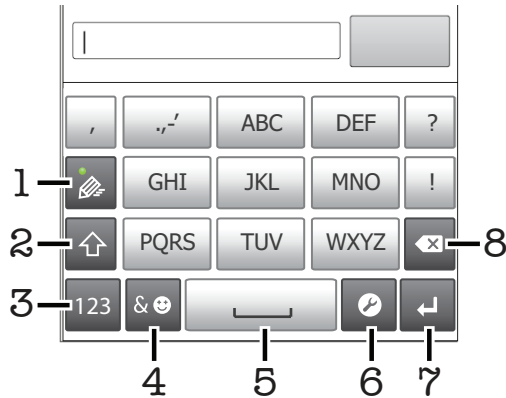 , .,-' ABC DEF ?
1 GHI JKL MNO !
2 PQRS TUV WXYZ 8
3 123 &
4 5 6 7